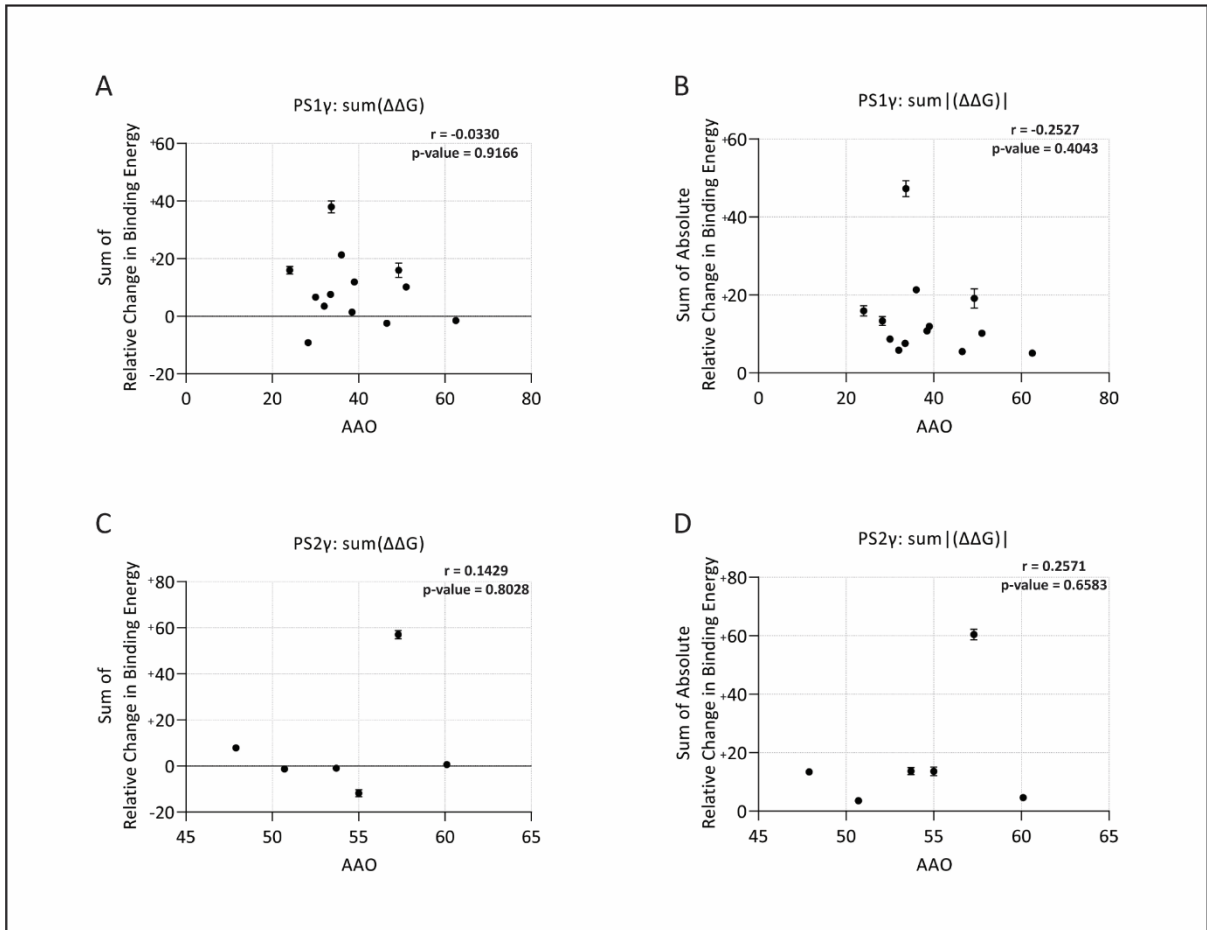 A
PS1γ: sum(ΔΔG)
r = -0.0330
p-value = 0.9166
Sum of
Relative Change in Binding Energy
+60
+40
+20
0
-20
0 20 40 60 80
AAO
B
PS1γ: sum|(ΔΔG)|
r = -0.2527
p-value = 0.4043
Sum of Absolute
Relative Change in Binding Energy
+60
+40
+20
0
0 20 40 60 80
AAO
C
PS2γ: sum(ΔΔG)
r = 0.1429
p-value = 0.8028
Sum of
Relative Change in Binding Energy
+80
+60
+40
+20
0
-20
45 50 55 60 65
AAO
D
PS2γ: sum|(ΔΔG)|
r = 0.2571
p-value = 0.6583
Sum of Absolute
Relative Change in Binding Energy
+80
+60
+40
+20
0
45 50 55 60 65
AAO